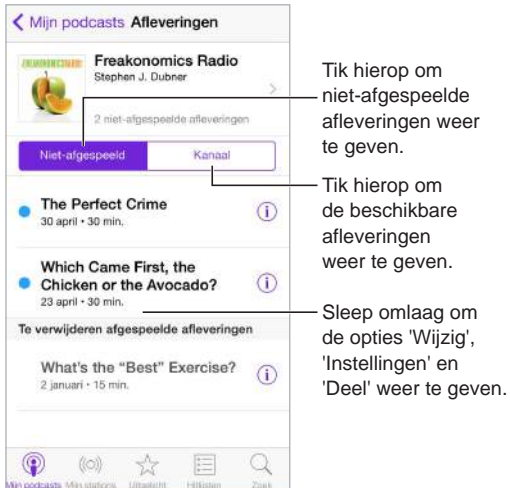 Mijn podcasts Afleveringen
FREAKONOMICS RADIO
Freakonomics Radio
Stephen J. Dubner
2 niet-afgespeelde afleveringen
Niet-afgespeeld
Kanaal
The Perfect Crime
30 april • 30 min.
Which Came First, the
Chicken or the Avocado?
23 april • 30 min.
Te verwijderen afgespeelde afleveringen
What's the “Best” Exercise?
2 januari • 15 min.
Mijn podcasts Mijn stations Uitgelicht Hitlijsten Zoek
Tik hierop om
niet-afgespeelde
afleveringen weer
te geven.
Tik hierop om
de beschikbare
afleveringen
weer te geven.
Sleep omlaag om
de opties 'Wijzig',
'Instellingen' en
'Deel' weer te geven.